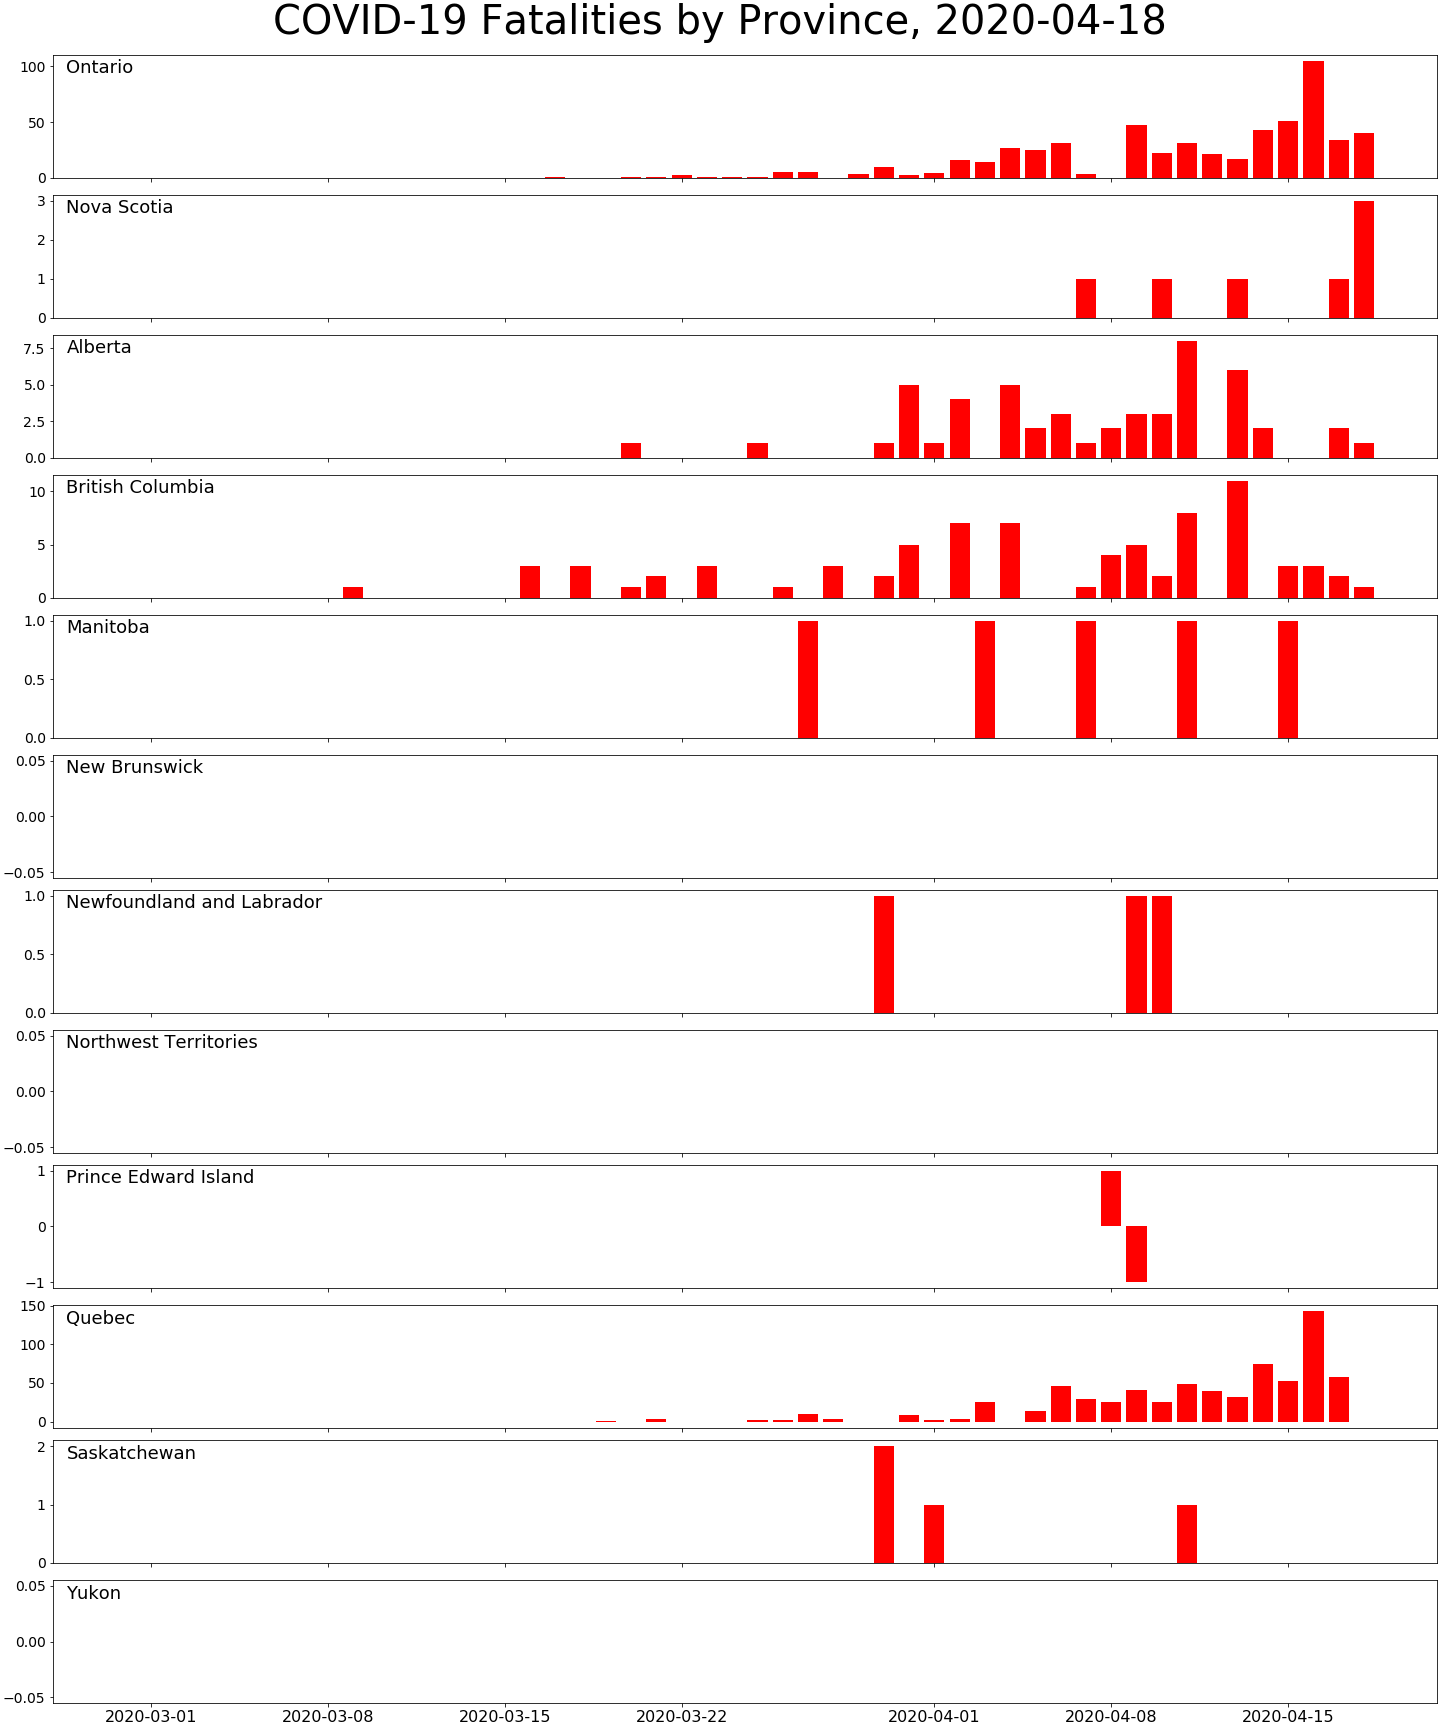 COVID-19 Fatalities by Province, 2020-04-18
100
Ontario
50
0
3
Nova Scotia
2
1
0
7.5
Alberta
5.0
2.5
0.0
British Columbia
10
5
0
1.0
Manitoba
0.5
0.0
0.05
New Brunswick
0.00
−0.05
1.0
Newfoundland and Labrador
0.5
0.0
0.05
Northwest Territories
0.00
−0.05
1
Prince Edward Island
0
−1
150
Quebec
100
50
0
2
Saskatchewan
1
0
0.05
Yukon
0.00
−0.05
2020-03-01 2020-03-08 2020-03-15 2020-03-22 2020-04-01 2020-04-08 2020-04-15